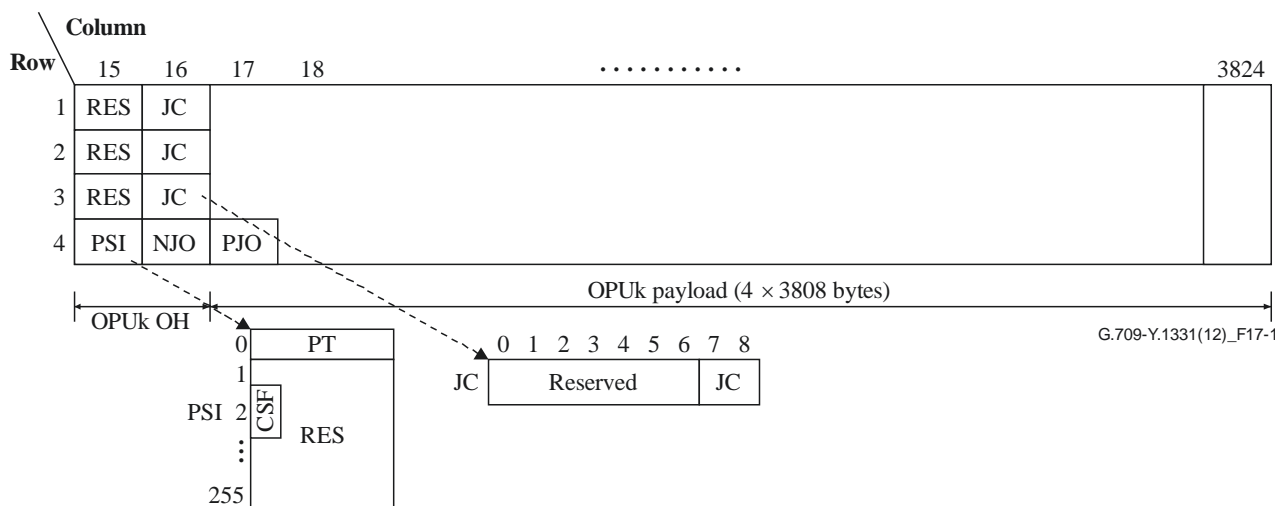 Column
Row 15 16 17 18 ........... 3824
1 RES JC
2 RES JC
3 RES JC
4 PSI NJO PJO
OPUk payload (4 × 3808 bytes)
OPUk OH
G.709-Y.1331(12)_F17-1
0 PT 0 1 2 3 4 5 6 7 8
1 JC Reserved JC
PSI 2 CSF RES
⋮
255